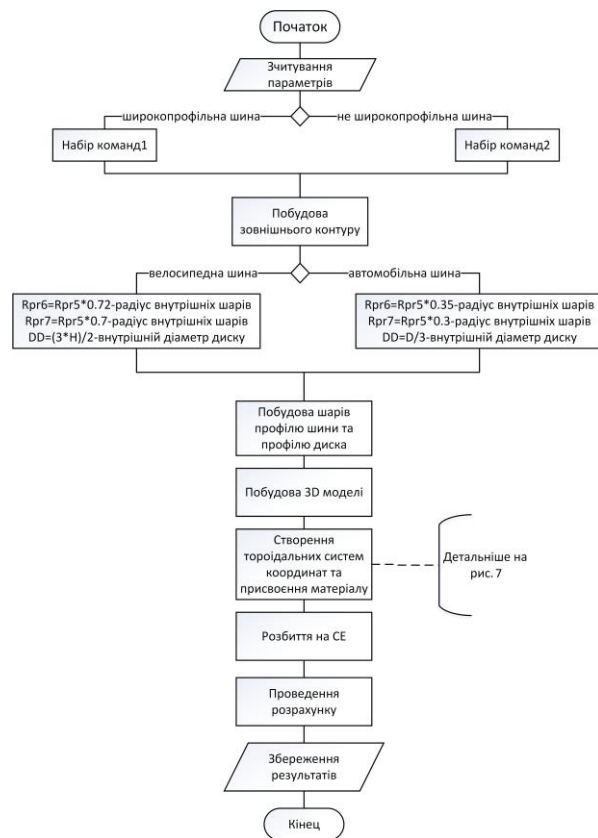 Початок
Зчитування
параметрів
широкопрофільна шина
не широкопрофільна шина
Набір команд1
Набір команд2
Побудова
зовнішнього контуру
велосипедна шина
автомобільна шина
Rpr6=Rpr5*0.72-радіус внутрішніх шарів
Rpr7=Rpr5*0.7-радіус внутрішніх шарів
DD=(3*H)/2-внутрішній діаметр диску
Rpr6=Rpr5*0.35-радіус внутрішніх шарів
Rpr7=Rpr5*0.3-радіус внутрішніх шарів
DD=D/3-внутрішній діаметр диску
Побудова шарів
профілю шини та
профілю диска
Побудова 3D моделі
Створення
тороідальних систем
координат та
присвоєння матеріалу
Детальніше на
рис. 7
Розбиття на СЕ
Проведення
розрахунку
Збереження
результатів
Кінец